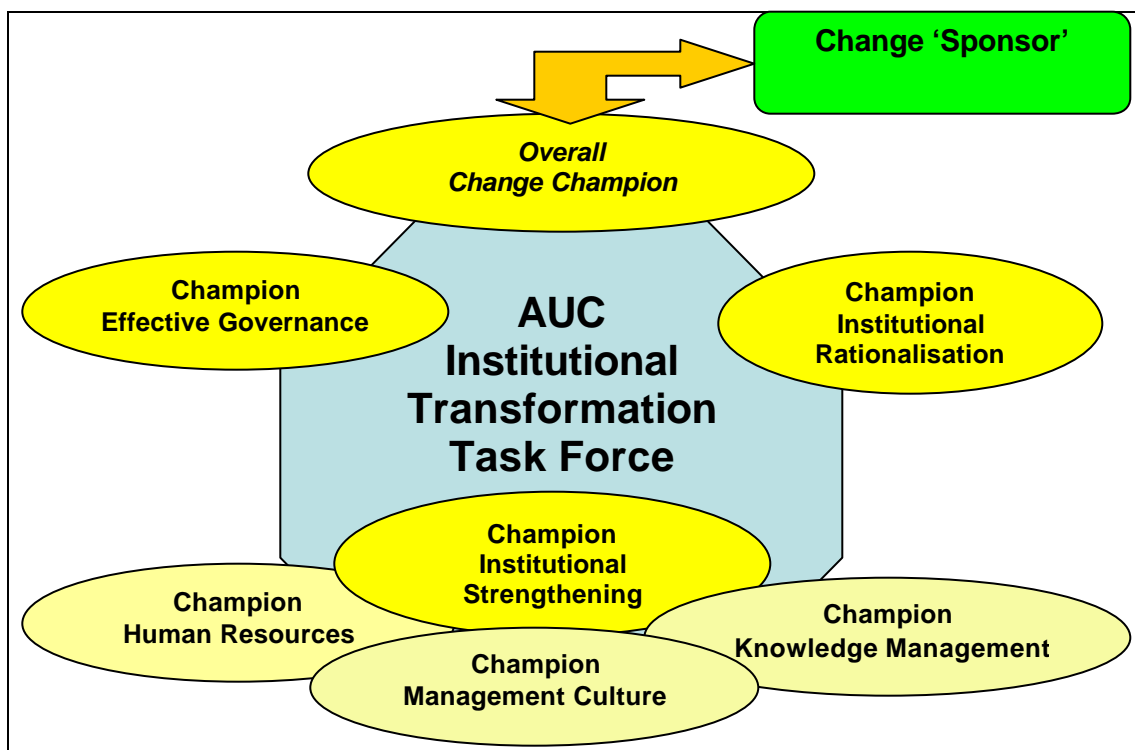 Change ‘Sponsor’
Overall
Change Champion
Champion
Effective Governance
Champion
Institutional
Rationalisation
AUC
Institutional
Transformation
Task Force
Champion
Institutional
Strengthening
Champion
Human Resources
Champion
Knowledge Management
Champion
Management Culture